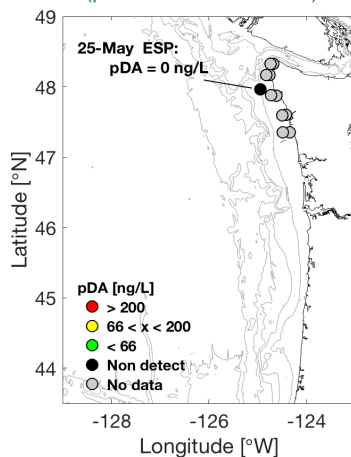 25-May ESP:
pDA = 0 ng/L
49
48
47
46
45
44
Latitude [°N]
pDA [ng/L]
> 200
66 < x < 200
< 66
Non detect
No data
-128
-126
-124
Longitude [°W]